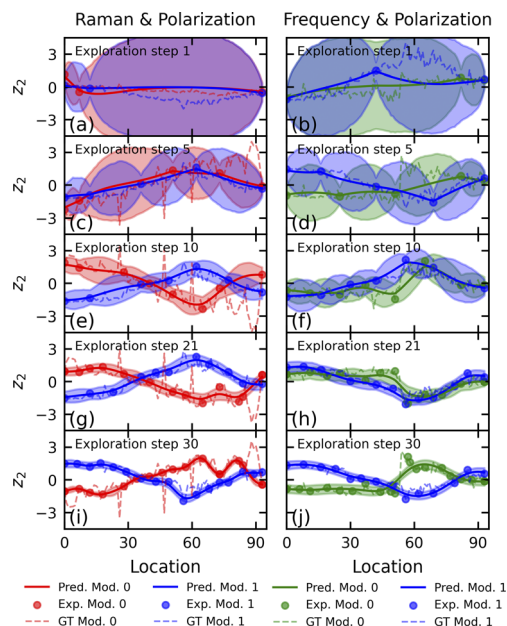 Raman & Polarization Frequency & Polarization
z2 3 0 −3 Exploration step 1 (a) Exploration step 1 (b)
z2 3 0 −3 Exploration step 5 (c) Exploration step 5 (d)
z2 3 0 −3 Exploration step 10 (e) Exploration step 10 (f)
z2 3 0 −3 Exploration step 21 (g) Exploration step 21 (h)
z2 3 0 −3 Exploration step 30 (i) Exploration step 30 (j)
0 30 60 90 0 30 60 90
Location Location
Pred. Mod. 0 Pred. Mod. 1 Pred. Mod. 0 Pred. Mod. 1
Exp. Mod. 0 Exp. Mod. 1 Exp. Mod. 0 Exp. Mod. 1
GT Mod. 0 GT Mod. 1 GT Mod. 0 GT Mod. 1